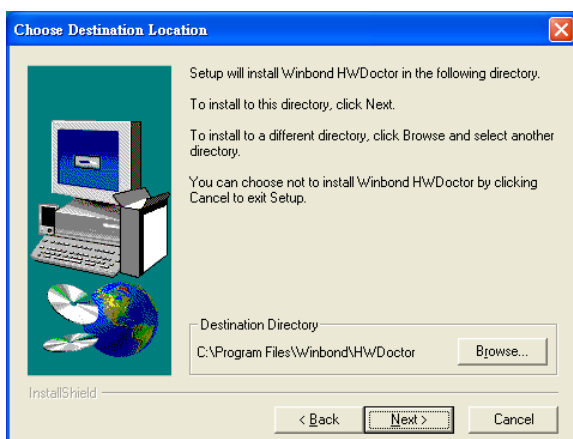 Choose Destination Location
Setup will install Winbond HWDoctor in the following directory.
To install to this directory, click Next.
To install to a different directory, click Browse and select another
directory.
You can choose not to install Winbond HWDoctor by clicking
Cancel to exit Setup.
Destination Directory
C:\Program Files\Winbond\HWDoctor
Browse...
InstallShield
< Back
Next >
Cancel